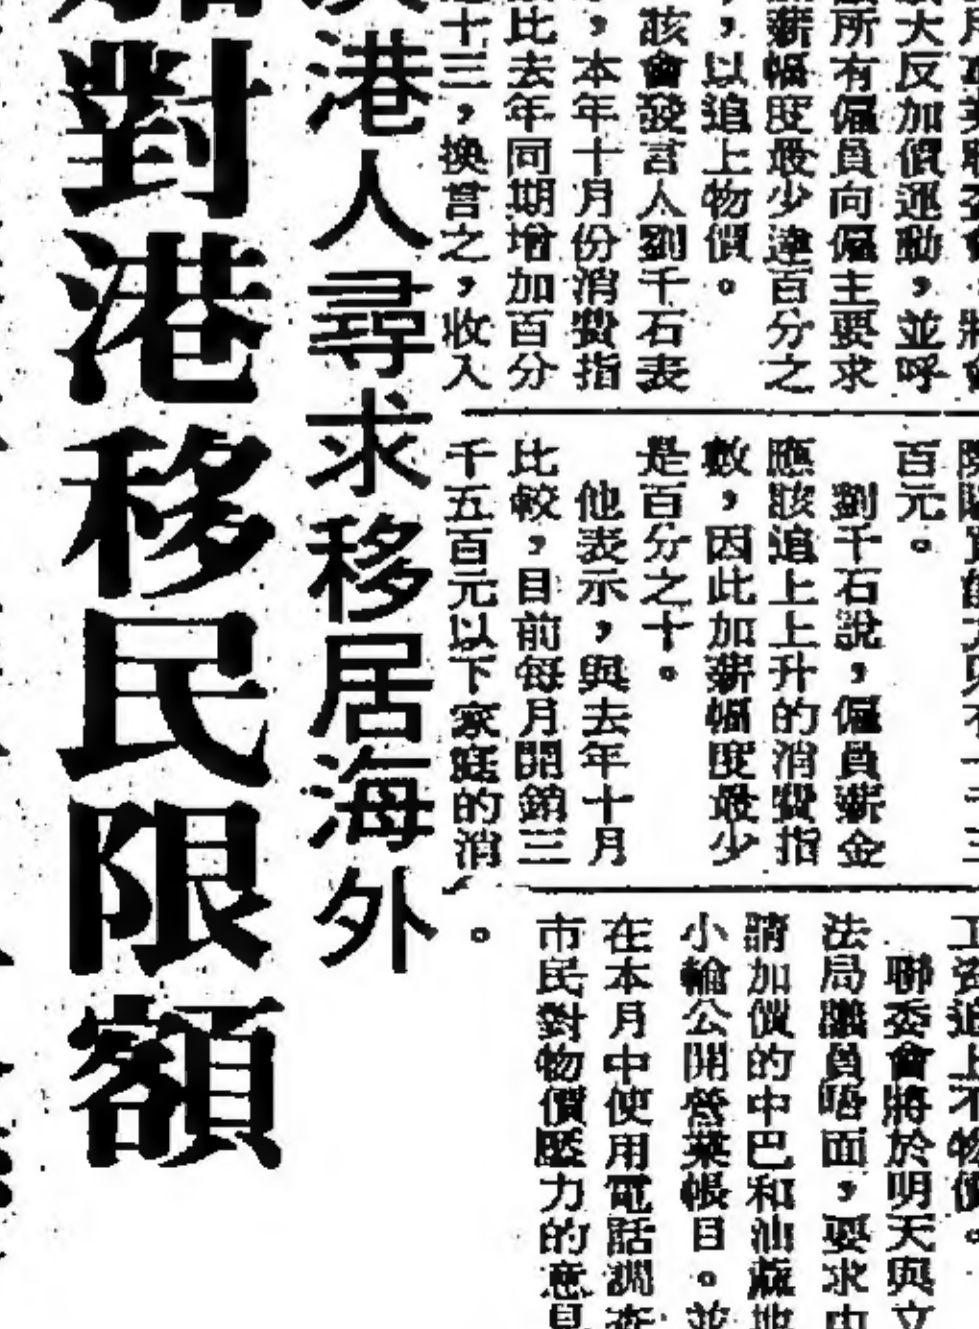 大反加價運動，並呼
所有僱員向僱主要求
薪幅度最少達百分之
，以追上物價。
該會發言人劉千石表
，本年十月份消費指
比去年同期增加百分
十三，換言之，收入
百元。
劉千石說，僱員薪金
應該追上上升的消費指
數，因此加薪幅度最少
是百分之十。
他表示，與去年十月
比較，目前每月開銷三
千五百元以下家庭的消
工資追上不物價。
聯委會將於明天與立
法局議員晤面，要求申
請加價的中巴和油蔴地
小輪公開營業帳目。並
在本月中使用電話調查
市民對物價壓力的意見
。
港人尋求移居海外
對港移民限額